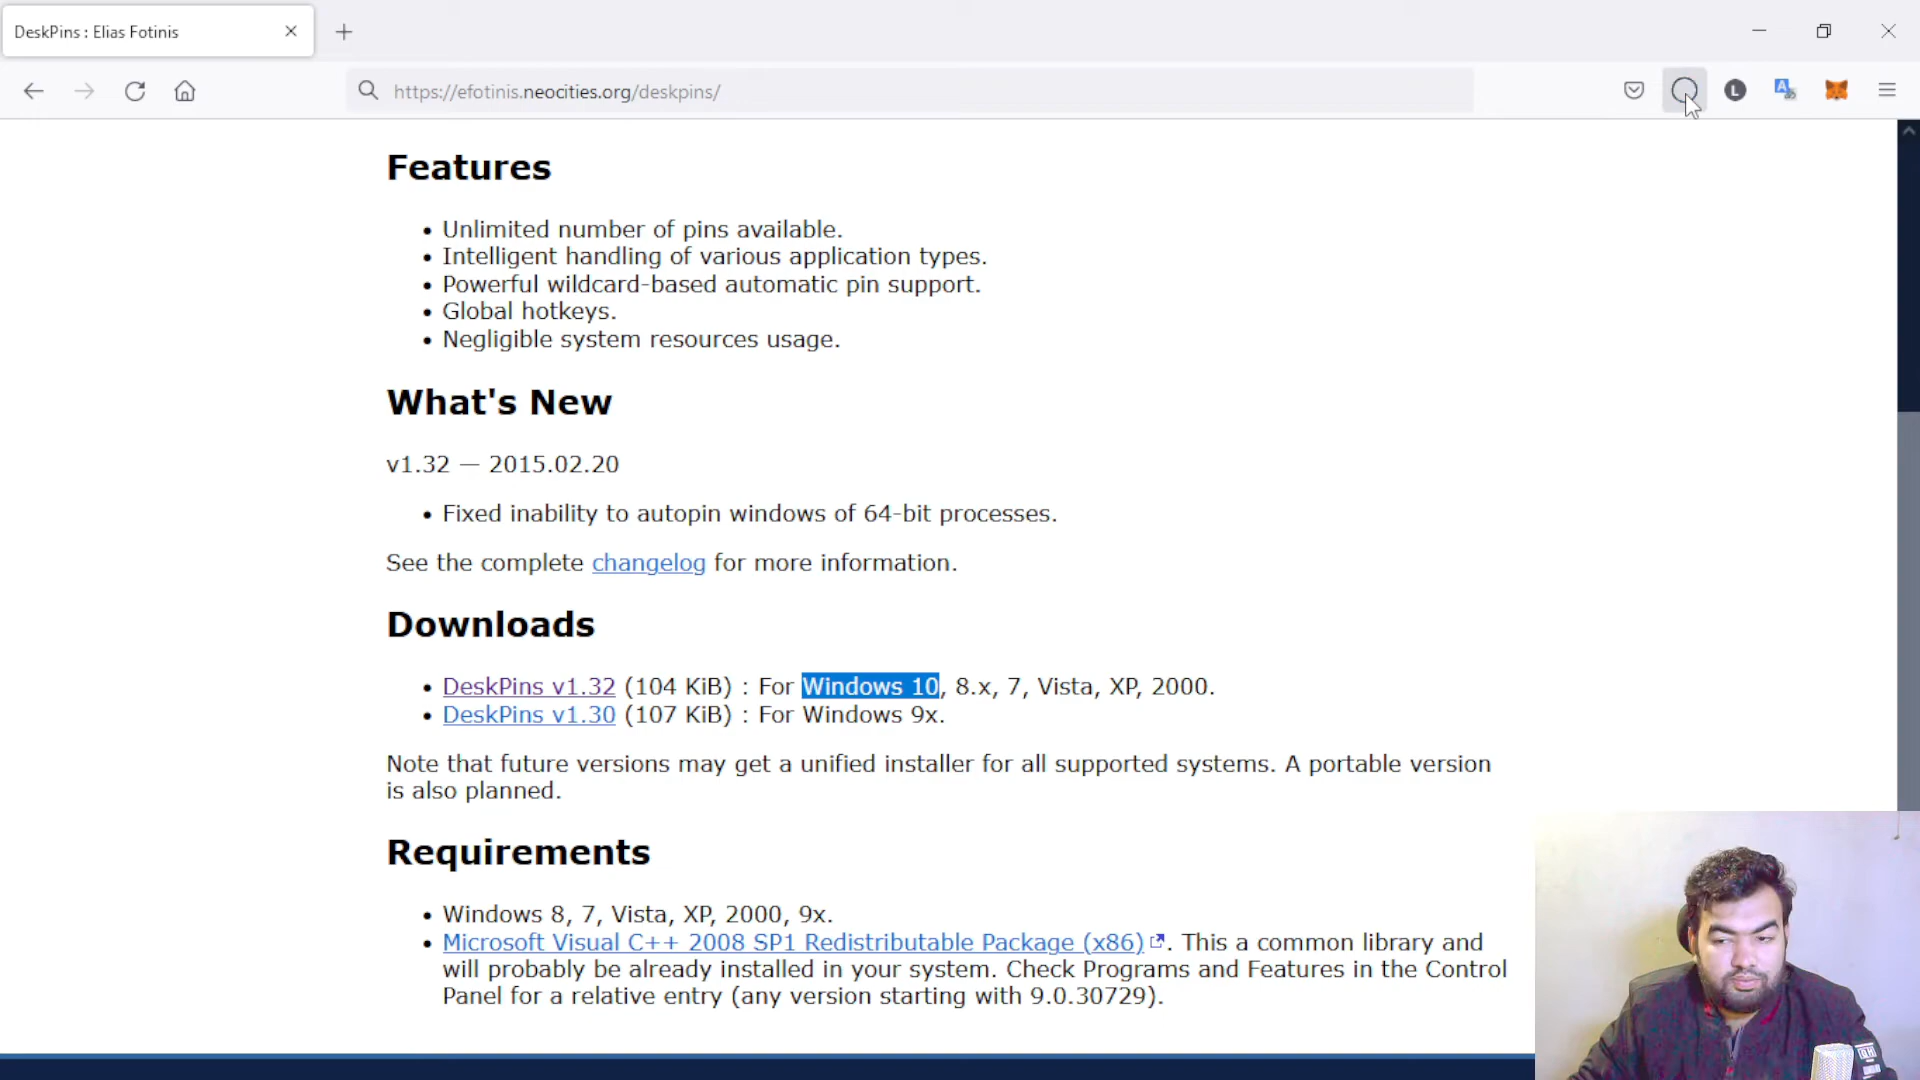 DeskPins : Elias Fotinis
https://efotinis.neocities.org/deskpins/
L
Features
• Unlimited number of pins available.
• Intelligent handling of various application types.
• Powerful wildcard-based automatic pin support.
• Global hotkeys.
• Negligible system resources usage.
What's New
v1.32 — 2015.02.20
• Fixed inability to autopin windows of 64-bit processes.
See the complete changelog for more information.
Downloads
• DeskPins v1.32 (104 KiB) : For Windows 10, 8.x, 7, Vista, XP, 2000.
• DeskPins v1.30 (107 KiB) : For Windows 9x.
Note that future versions may get a unified installer for all supported systems. A portable version
is also planned.
Requirements
• Windows 8, 7, Vista, XP, 2000, 9x.
• Microsoft Visual C++ 2008 SP1 Redistributable Package (x86). This a common library and
will probably be already installed in your system. Check Programs and Features in the Control
Panel for a relative entry (any version starting with 9.0.30729).